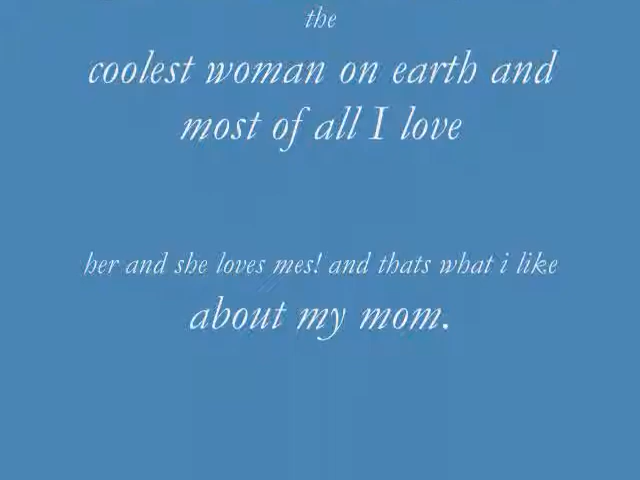 the
coolest woman on earth and
most of all I love
her and she loves mes! and thats what i like
about my mom.